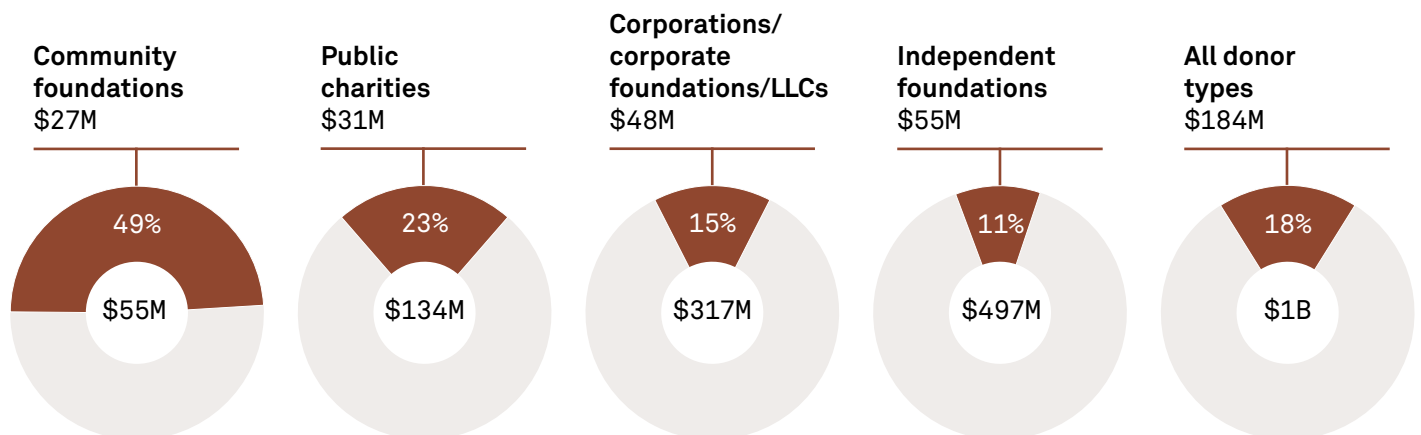 Community
foundations
$27M
49%
$55M
Public
charities
$31M
23%
$134M
Corporations/
corporate
foundations/LLCs
$48M
15%
$317M
Independent
foundations
$55M
11%
$497M
All donor
types
$184M
18%
$1B